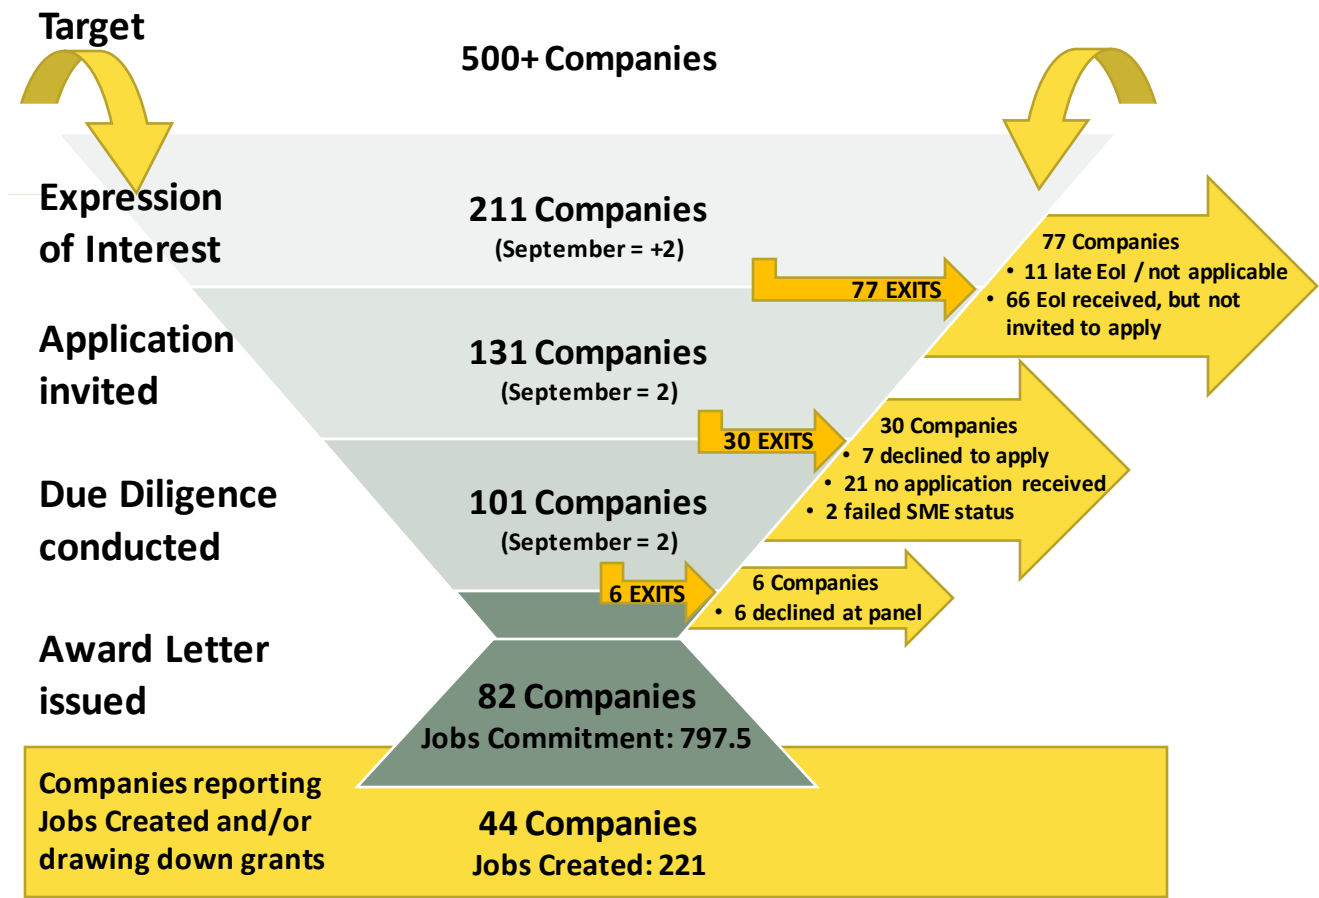 Target
500+ Companies
Expression
of Interest
211 Companies
(September = +2)
77 EXITS
77 Companies
• 11 late EoI / not applicable
• 66 EoI received, but not
invited to apply
Application
invited
131 Companies
(September = 2)
30 EXITS
30 Companies
• 7 declined to apply
• 21 no application received
• 2 failed SME status
Due Diligence
conducted
101 Companies
(September = 2)
6 EXITS
6 Companies
• 6 declined at panel
Award Letter
issued
82 Companies
Jobs Commitment: 797.5
Companies reporting
Jobs Created and/or
drawing down grants
44 Companies
Jobs Created: 221